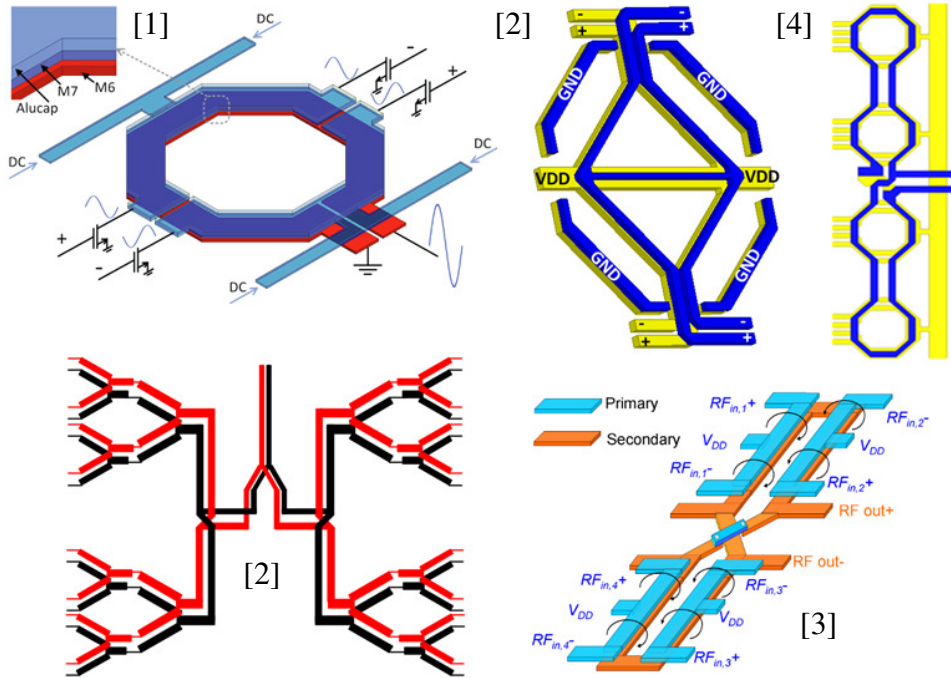 [1]
Alucap
M7
M6
DC
DC
DC
DC
-
+
+
-
[2]
-
+
-
+
GND
GND
VDD
VDD
GND
GND
-
+
-
+
[4]
[2]
Primary
Secondary
RFin,1+
RFin,2-
VDD
VDD
RFin,1-
RFin,2+
RF out+
RF out-
RFin,4+
RFin,3-
VDD
VDD
RFin,4-
RFin,3+
[3]